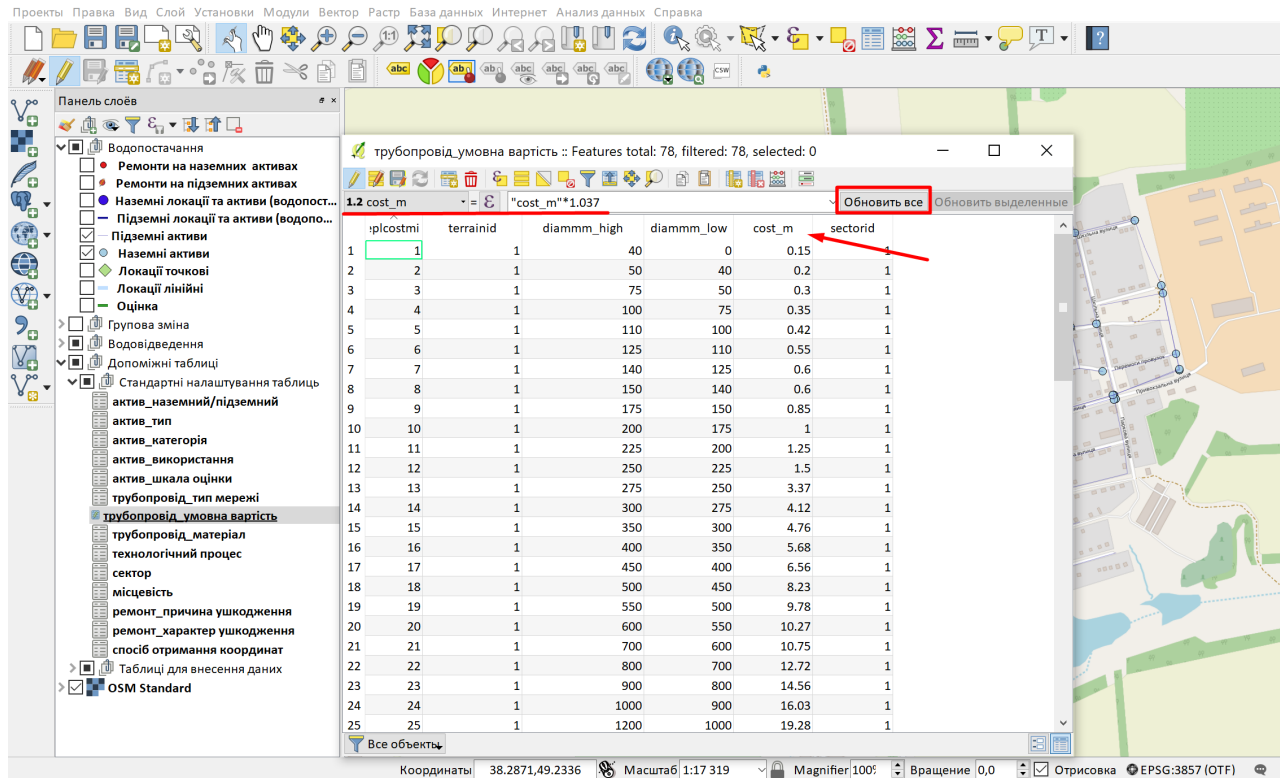 Проекты Правка Вид Слой Установки Модули Вектор Растр База данных Интернет Анализ данных Справка
Панель слоёв
Водопостачання
Ремонти на наземних активах
Ремонти на підземних активах
Наземні локації та активи (водопост...
Підземні локації та активи (водопо...
Підземні активи
Наземні активи
Локації точкові
Локації лінійні
Оцінка
Групова зміна
Водовідведення
Допоміжні таблиці
Стандартні налаштування таблиць
актив_наземний/підземний
актив_тип
актив_категорія
актив_використання
актив_шкала оцінки
трубопровід_тип мережі
трубопровід_умовна вартість
трубопровід_матеріал
технологічний процес
сектор
місцевість
ремонт_причина ушкодження
ремонт_характер ушкодження
спосіб отримання координат
Таблиці для внесення даних
OSM Standard
трубопровід_умовна вартість :: Features total: 78, filtered: 78, selected: 0
1.2 cost_m = ε "cost_m"*1.037 Обновить все Обновить выделенные
eplcostmi terrainid diammm_high diammm_low cost_m sectorid
1 1 1 40 0 0.15 1
2 2 1 50 40 0.2 1
3 3 1 75 50 0.3 1
4 4 1 100 75 0.35 1
5 5 1 110 100 0.42 1
6 6 1 125 110 0.55 1
7 7 1 140 125 0.6 1
8 8 1 150 140 0.6 1
9 9 1 175 150 0.85 1
10 10 1 200 175 1 1
11 11 1 225 200 1.25 1
12 12 1 250 225 1.5 1
13 13 1 275 250 3.37 1
14 14 1 300 275 4.12 1
15 15 1 350 300 4.76 1
16 16 1 400 350 5.68 1
17 17 1 450 400 6.56 1
18 18 1 500 450 8.23 1
19 19 1 550 500 9.78 1
20 20 1 600 550 10.27 1
21 21 1 700 600 10.75 1
22 22 1 800 700 12.72 1
23 23 1 900 800 14.56 1
24 24 1 1000 900 16.03 1
25 25 1 1200 1000 19.28 1
Все объекты
Координаты 38.2871,49.2336 Масштаб 1:17 319 Magnifier 100% Вращение 0,0 Отрисовка EPSG:3857 (OTF)